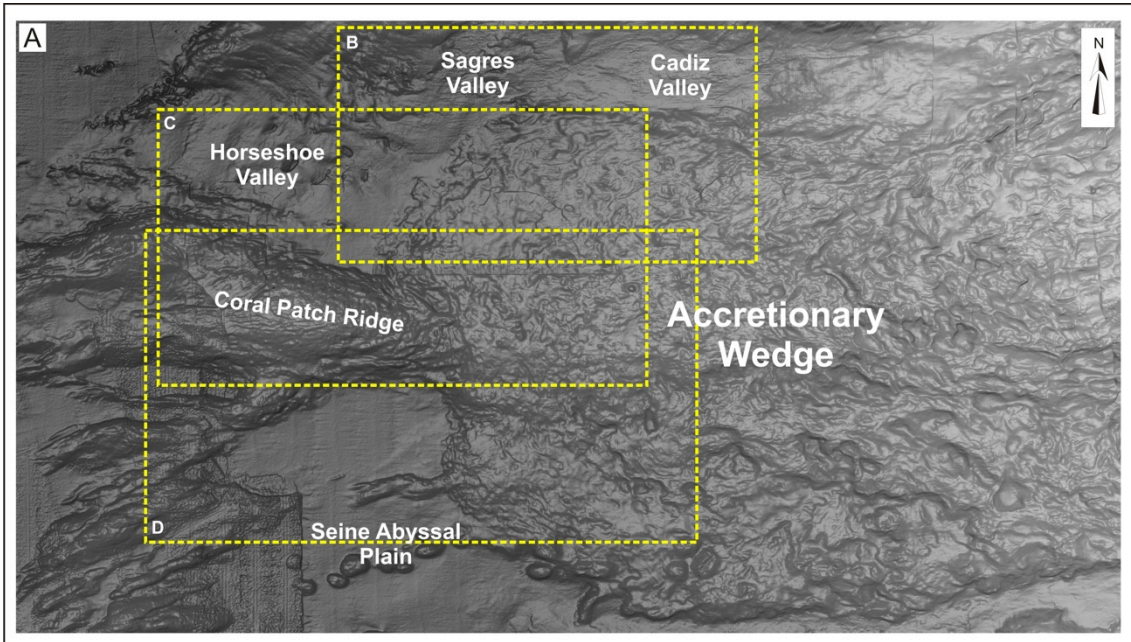 A
B
N
Sagres
Valley
Cadiz
Valley
C
Horseshoe
Valley
Coral Patch Ridge
Accretionary
Wedge
D
Seine Abyssal
Plain